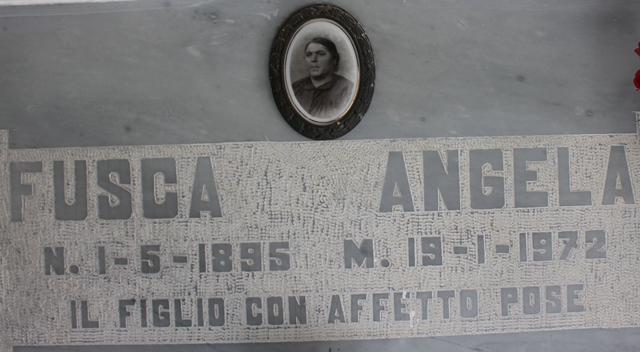 FUSCA ANGELA
N. 1-5-1895 M. 19-1-1972
IL FIGLIO CON AFFETTO POSE